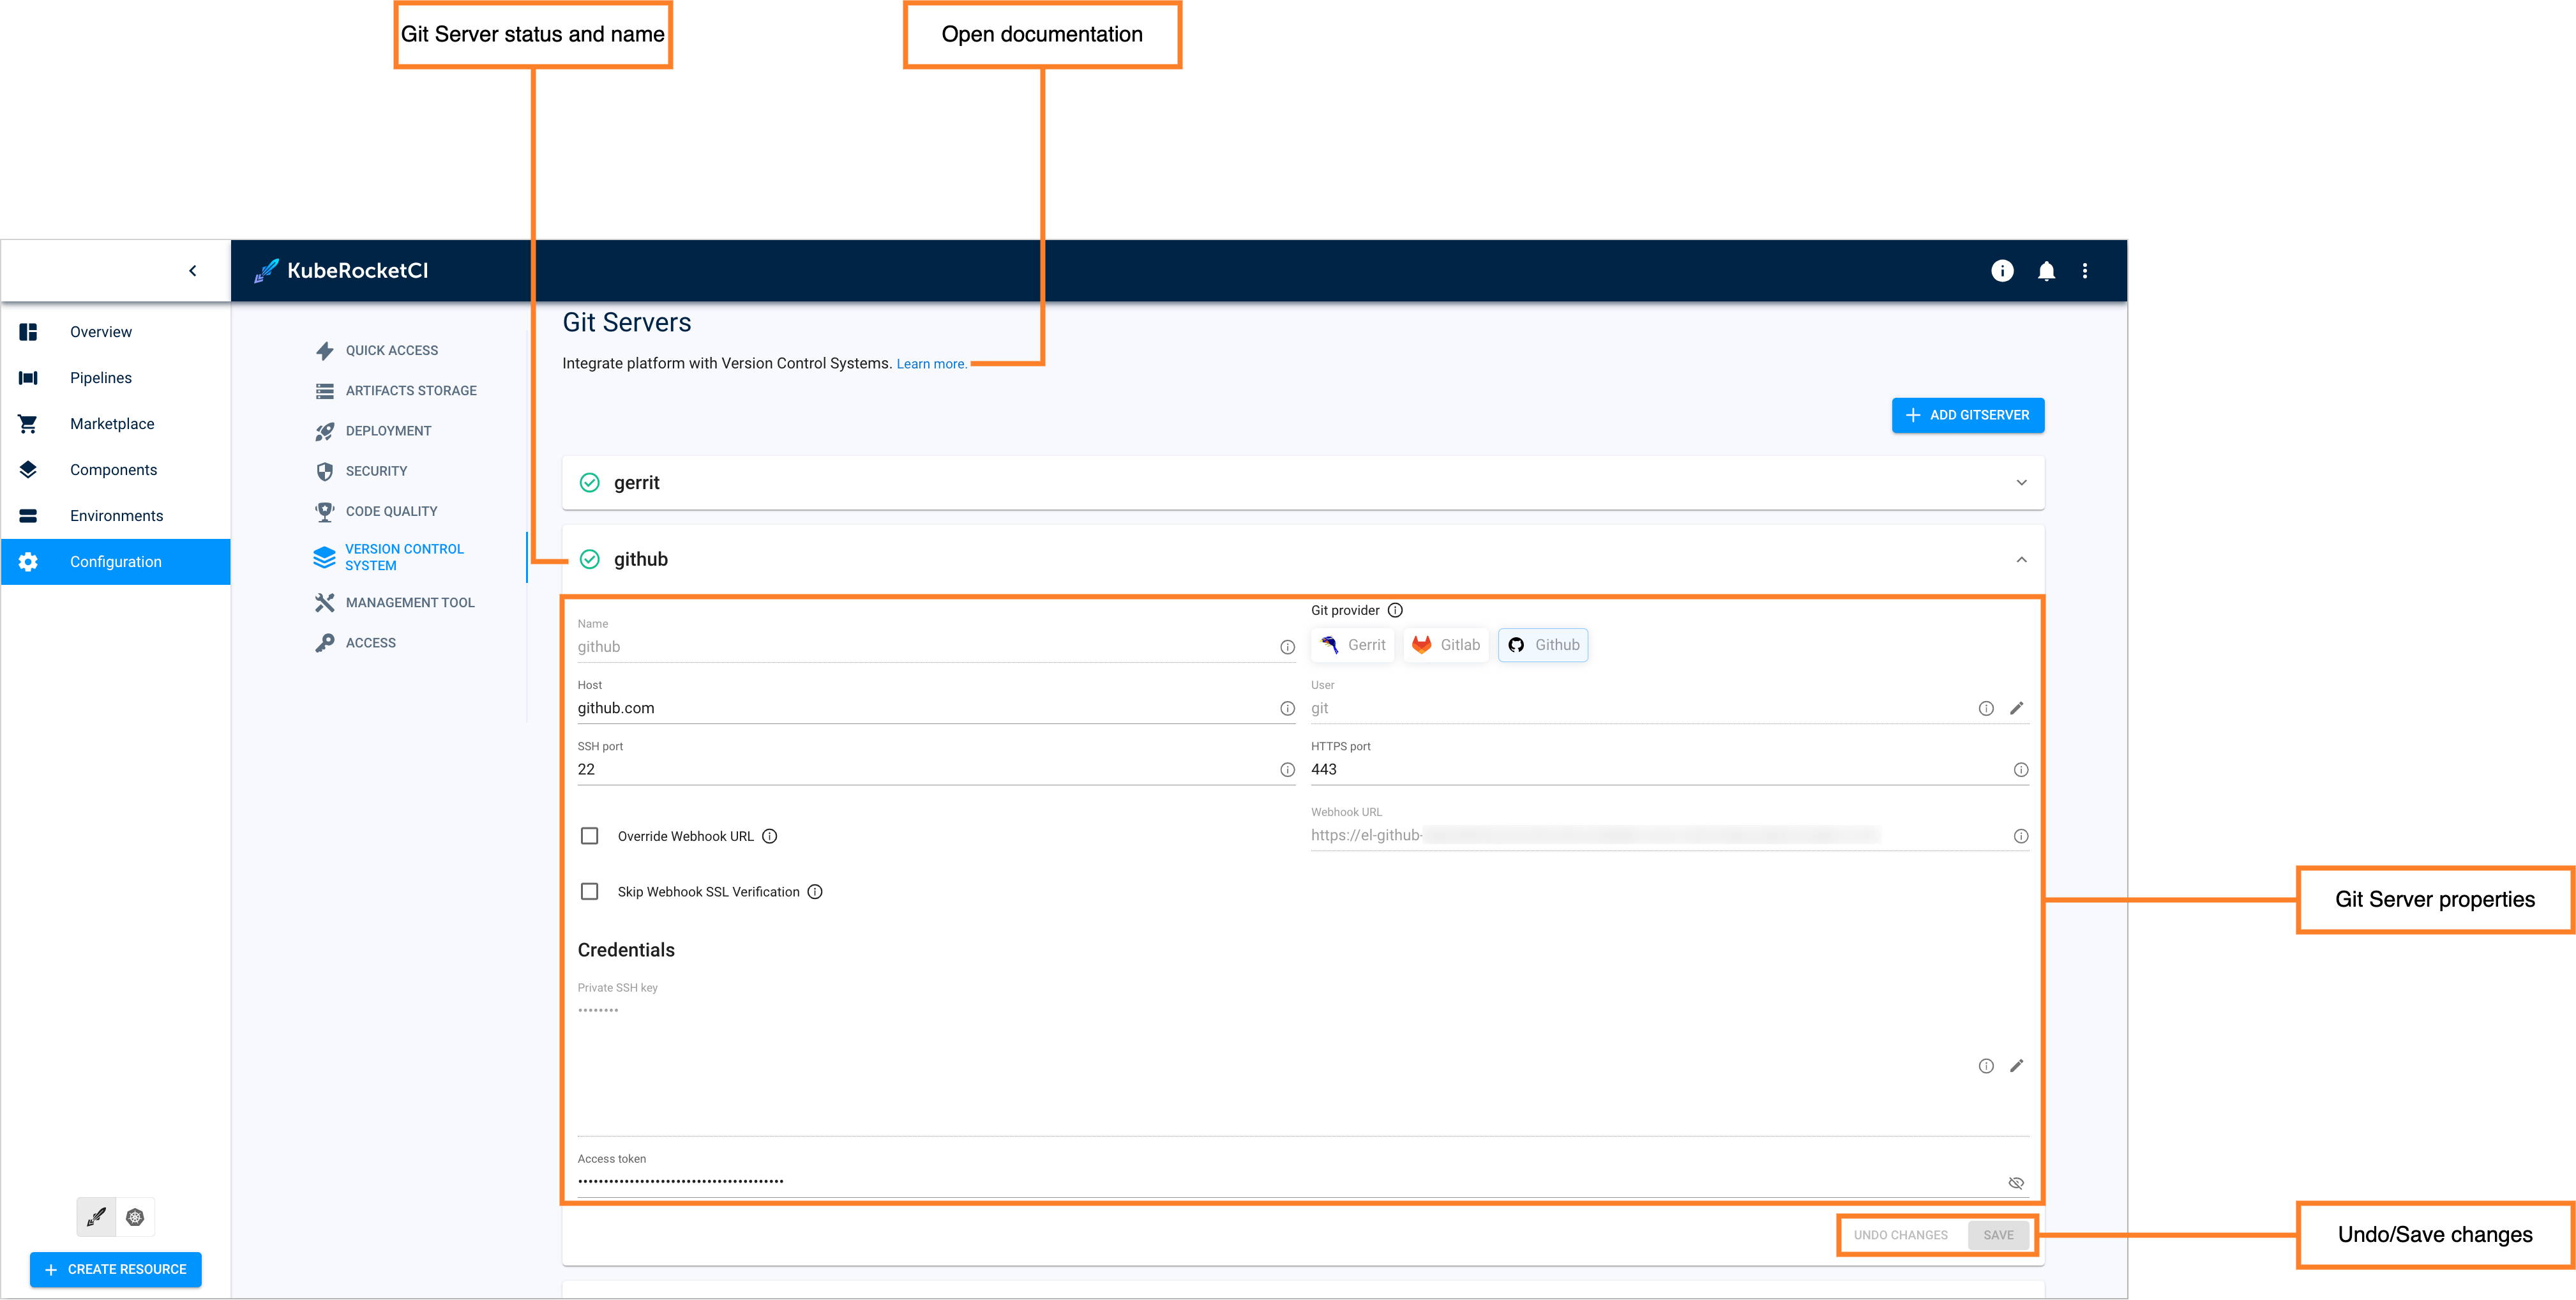 Git Server status and name
Open documentation
KubeRocketCI
Overview
Pipelines
Marketplace
Components
Environments
Configuration
QUICK ACCESS
ARTIFACTS STORAGE
DEPLOYMENT
SECURITY
CODE QUALITY
VERSION CONTROL
SYSTEM
MANAGEMENT TOOL
ACCESS
Git Servers
Integrate platform with Version Control Systems. Learn more.
+ ADD GITSERVER
gerrit
github
Name
github
Git provider
Gerrit
Gitlab
Github
Host
github.com
User
git
SSH port
22
HTTPS port
443
Override Webhook URL
Webhook URL
https://el-github-
Skip Webhook SSL Verification
Credentials
Private SSH key
••••••••
Access token
••••••••••••••••••••••••••••••••••••••••
UNDO CHANGES
SAVE
Git Server properties
Undo/Save changes
+ CREATE RESOURCE